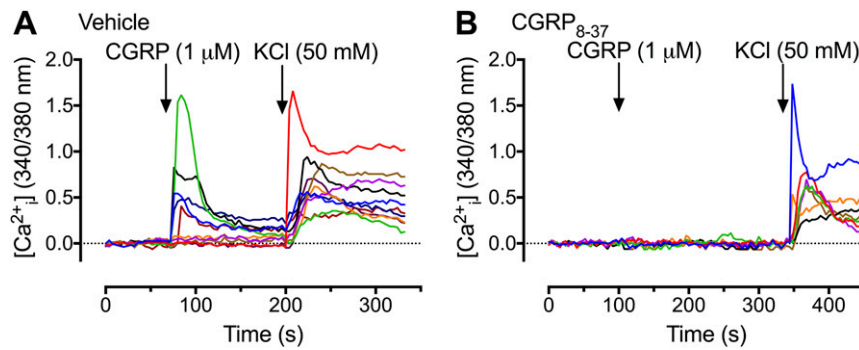 A
Vehicle
CGRP (1 μM)
KCl (50 mM)
[Ca²⁺ᵢ] (340/380 nm)
2.0
1.5
1.0
0.5
0.0
0
100
200
300
Time (s)
B
CGRP₈₋₃₇
CGRP (1 μM)
KCl (50 mM)
[Ca²⁺ᵢ] (340/380 nm)
2.0
1.5
1.0
0.5
0.0
0
100
200
300
400
Time (s)